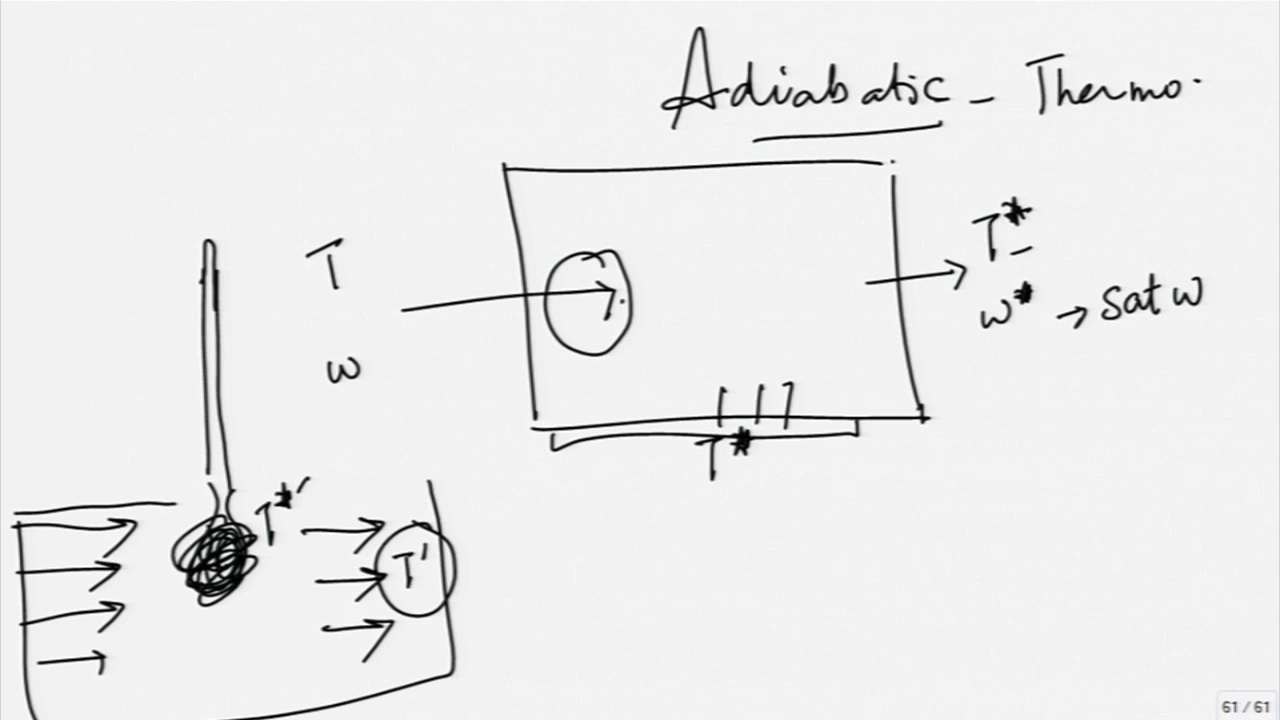 Adiabatic - Thermo.
T
T*
w
w* → sat w
T*
T*'
T'
61 / 61